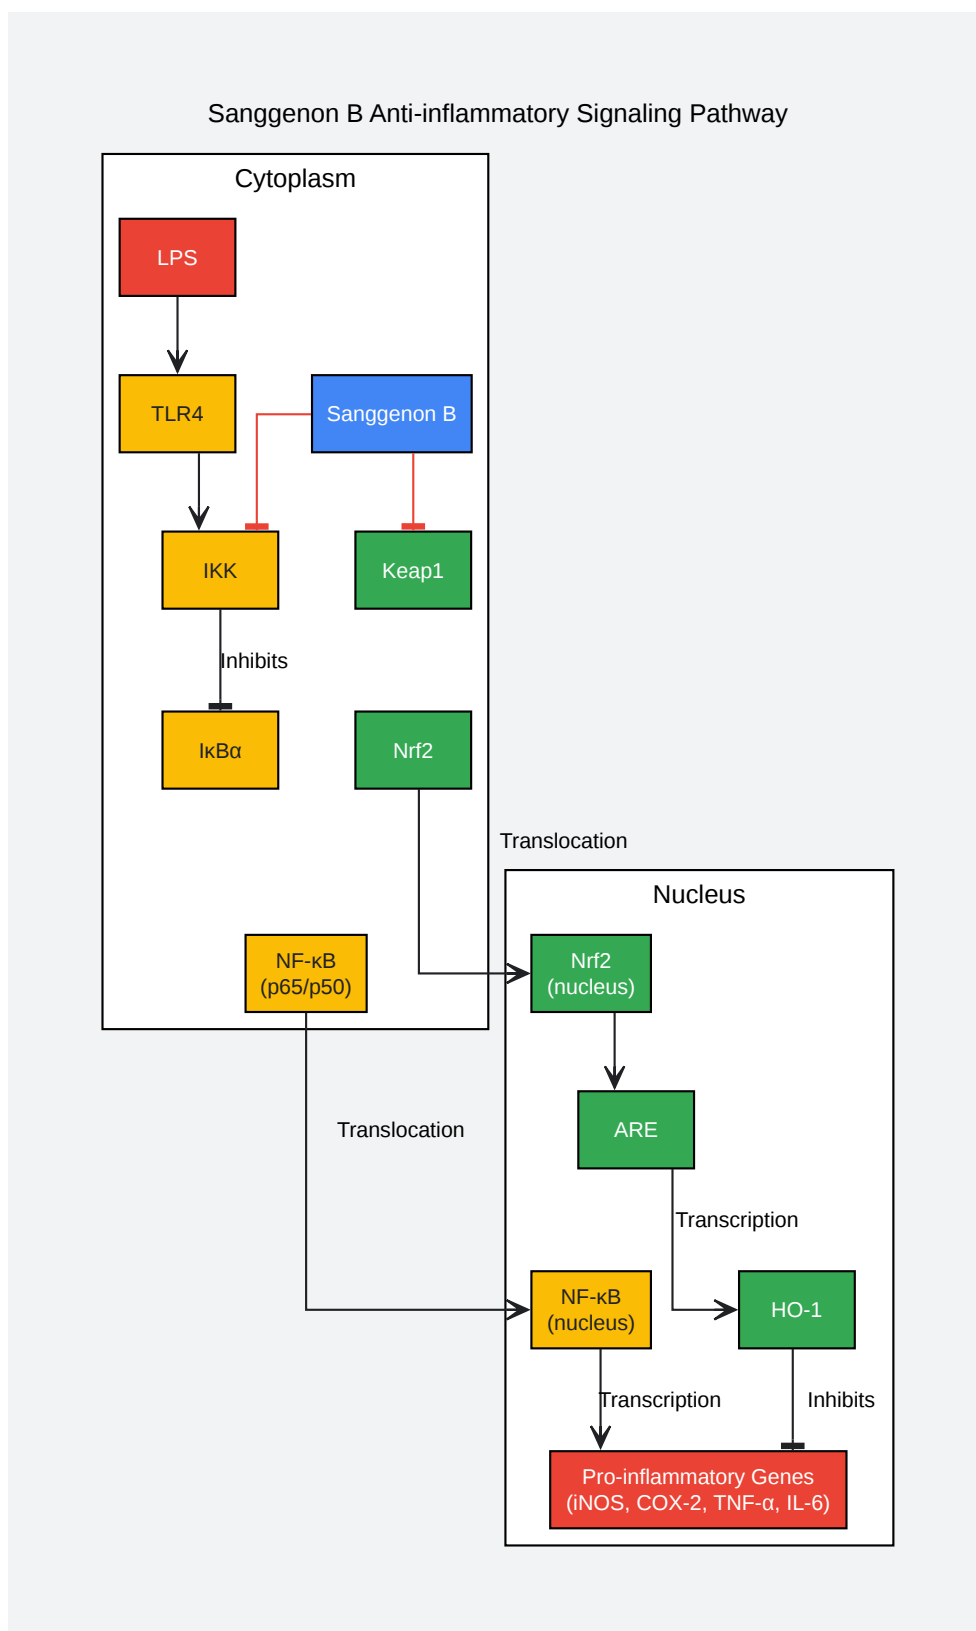 Sanggenon B Anti-inflammatory Signaling Pathway
Cytoplasm
LPS
TLR4
Sanggenon B
IKK
Keap1
Inhibits
IκBα
Nrf2
Translocation
Nucleus
NF-κB
(p65/p50)
Nrf2
(nucleus)
Translocation
ARE
Transcription
NF-κB
(nucleus)
HO-1
Transcription
Inhibits
Pro-inflammatory Genes
(iNOS, COX-2, TNF-α, IL-6)